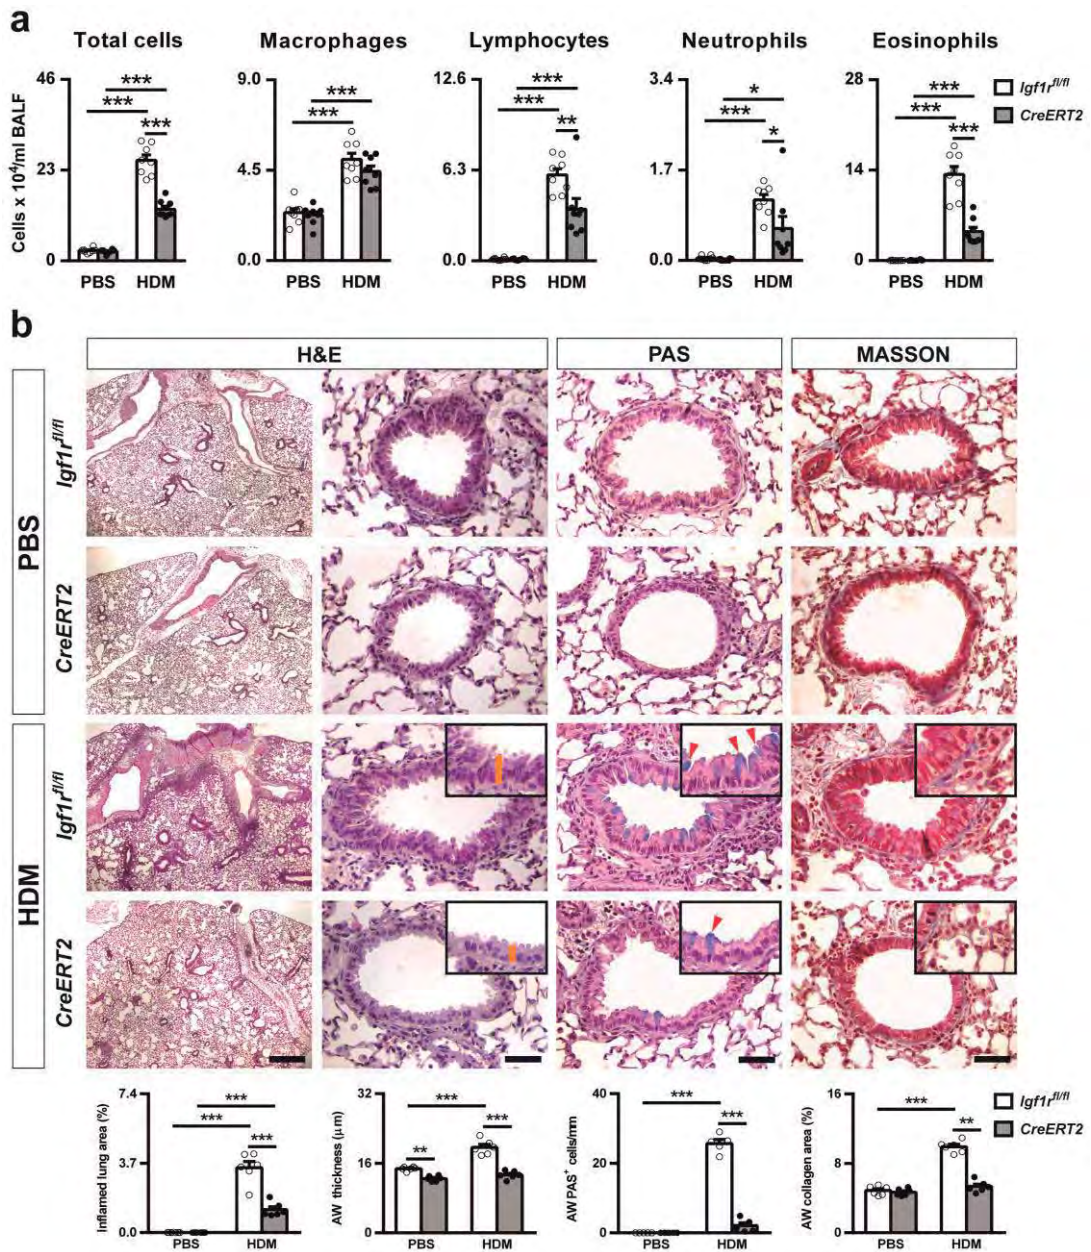 a
Total cells
Macrophages
Lymphocytes
Neutrophils
Eosinophils
Cells x 10⁴/ml BALF
46
23
0
***
***
***
PBS
HDM
9.0
4.5
0.0
***
***
PBS
HDM
12.6
6.3
0.0
***
***
**
PBS
HDM
3.4
1.7
0.0
*
***
*
PBS
HDM
28
14
0
***
***
***
PBS
HDM
Igf1r^fl/fl
CreERT2
b
H&E
PAS
MASSON
PBS
Igf1r^fl/fl
CreERT2
HDM
Igf1r^fl/fl
CreERT2
Inflamed lung area (%)
7.4
3.7
0.0
***
***
***
PBS
HDM
AW thickness (μm)
32
16
0
***
**
***
PBS
HDM
AW PAS⁺ cells/mm
40
20
0
***
***
PBS
HDM
AW collagen area (%)
16
8
0
***
**
PBS
HDM
Igf1r^fl/fl
CreERT2